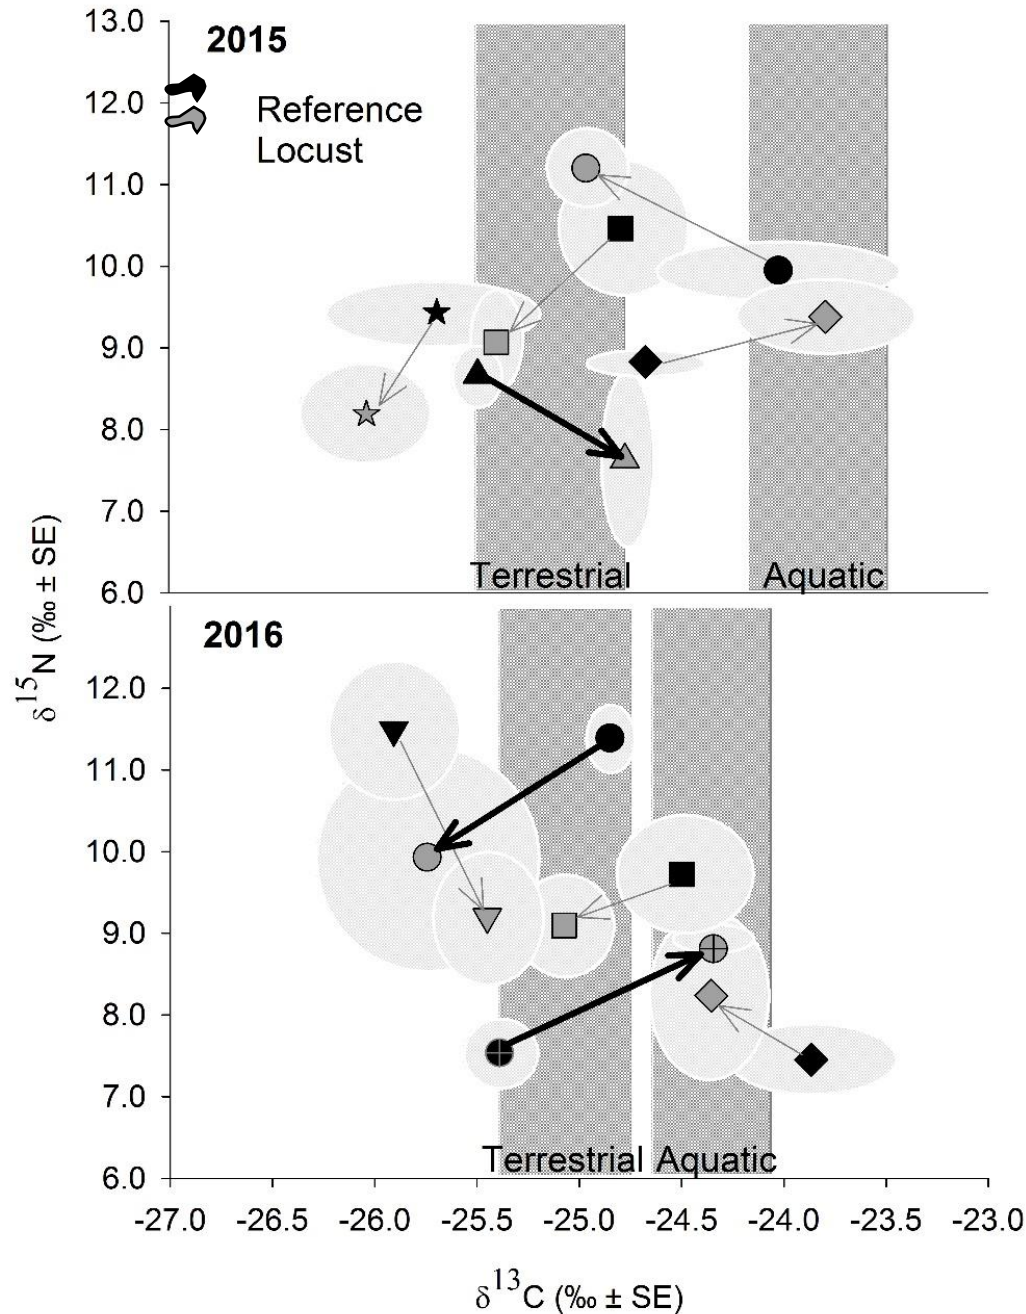 13.0
2015
12.0
Reference
Locust
11.0
10.0
9.0
8.0
7.0
Terrestrial Aquatic
6.0
2016
12.0
11.0
10.0
9.0
8.0
7.0
Terrestrial Aquatic
6.0
-27.0 -26.5 -26.0 -25.5 -25.0 -24.5 -24.0 -23.5 -23.0
δ15N (‰ ± SE)
δ13C (‰ ± SE)